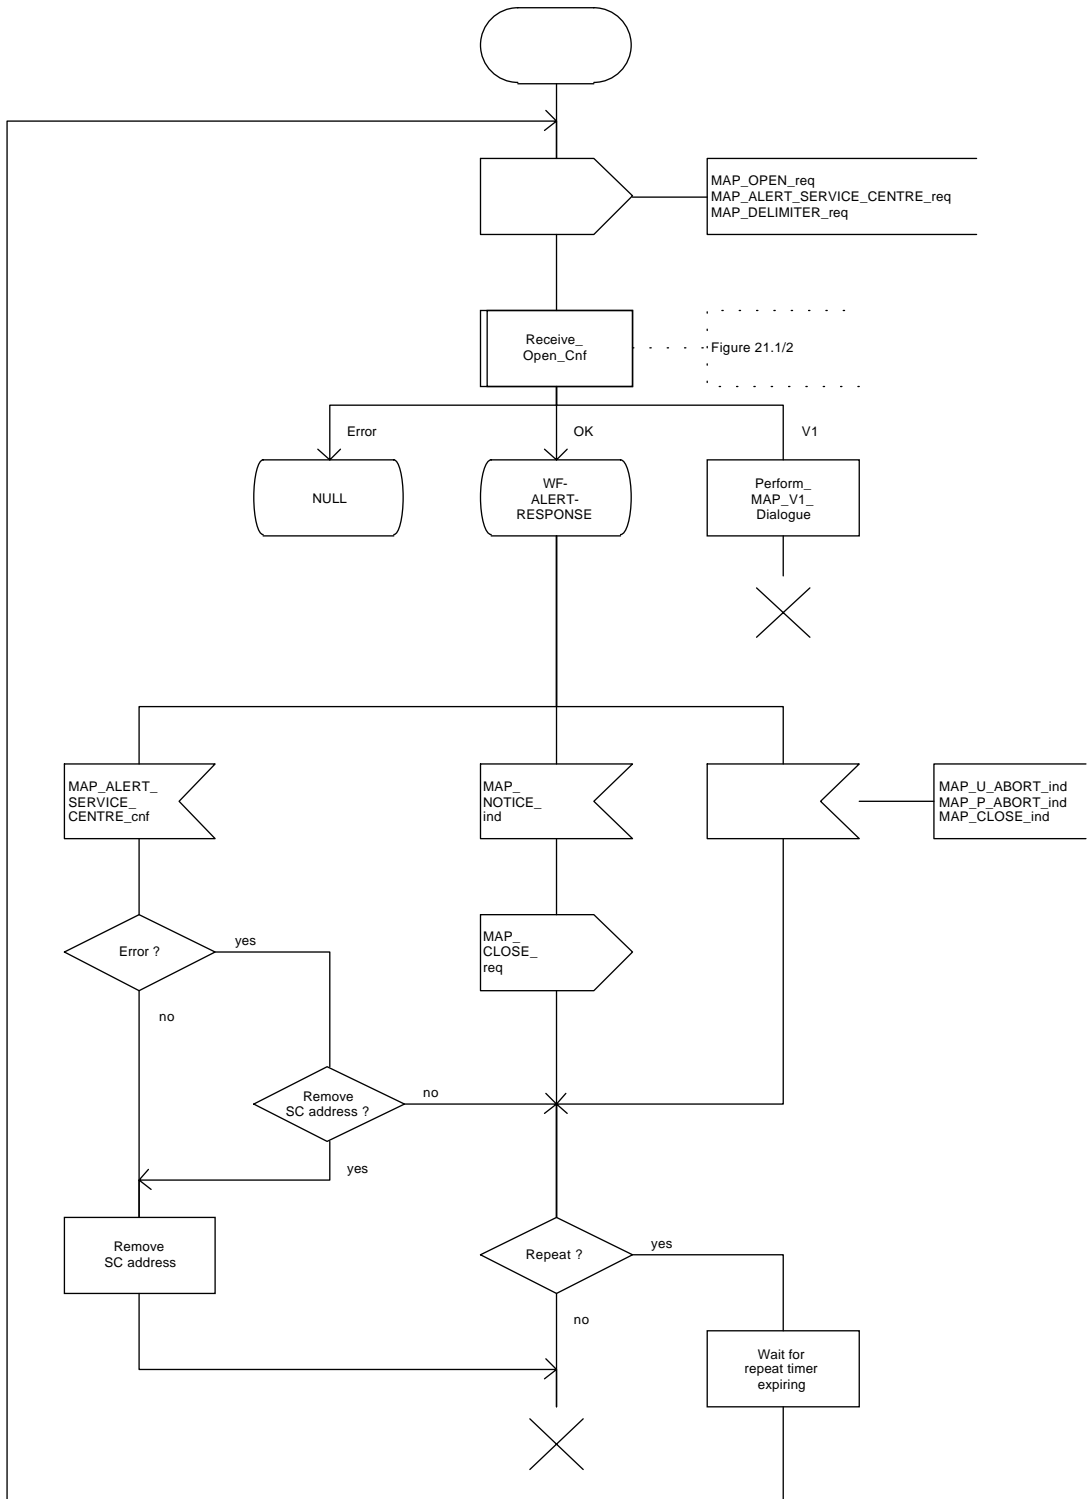 MAP_OPEN_req
MAP_ALERT_SERVICE_CENTRE_req
MAP_DELIMITER_req
Receive_
Open_Cnf
Figure 21.1/2
Error
OK
V1
NULL
WF-
ALERT-
RESPONSE
Perform_
MAP_V1_
Dialogue
MAP_ALERT_
SERVICE_
CENTRE_cnf
MAP_
NOTICE_
ind
MAP_U_ABORT_ind
MAP_P_ABORT_ind
MAP_CLOSE_ind
Error ?
yes
no
MAP_
CLOSE_
req
Remove
SC address ?
no
yes
Remove
SC address
Repeat ?
yes
no
Wait for
repeat timer
expiring